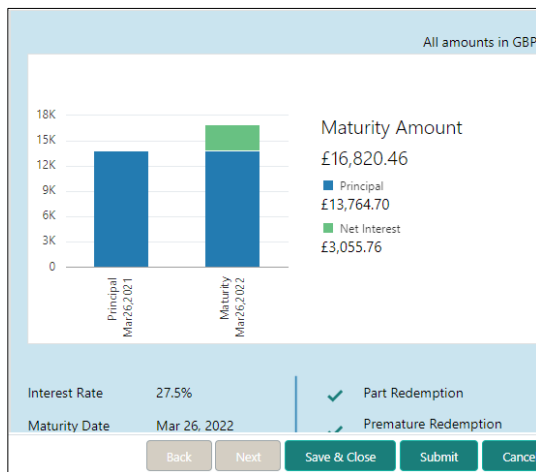 All amounts in GBP
18K
15K
12K
9K
6K
3K
0
Principal
Mar26,2021
Maturity
Mar26,2022
Maturity Amount
£16,820.46
Principal
£13,764.70
Net Interest
£3,055.76
Interest Rate 27.5%
Maturity Date Mar 26, 2022
Part Redemption
Premature Redemption
Back Next Save & Close Submit Cance